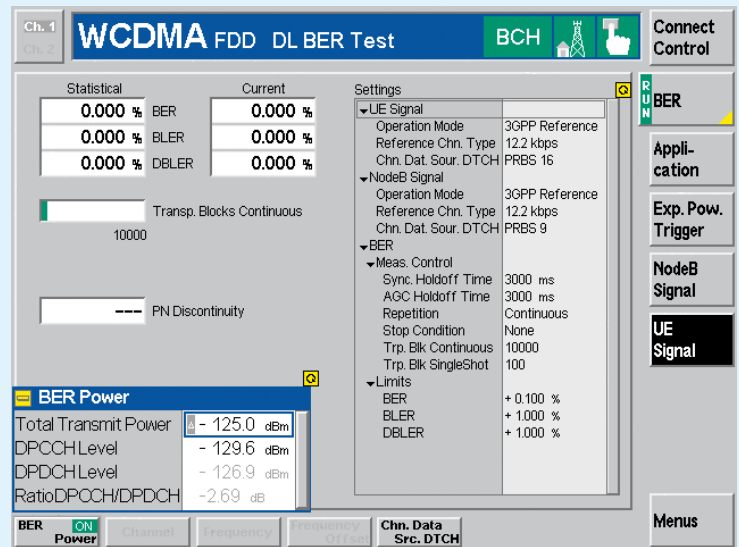 Ch. 1
Ch. 2
WCDMA FDD DL BER Test
BCH
Connect
Control
RUN
BER
Appli-
cation
Exp. Pow.
Trigger
NodeB
Signal
UE
Signal
Menus
Statistical Current
0.000 % BER 0.000 %
0.000 % BLER 0.000 %
0.000 % DBLER 0.000 %
Transp. Blocks Continuous
10000
--- PN Discontinuity
Settings
UE Signal
Operation Mode 3GPP Reference
Reference Chn. Type 12.2 kbps
Chn. Dat. Sour. DTCH PRBS 16
NodeB Signal
Operation Mode 3GPP Reference
Reference Chn. Type 12.2 kbps
Chn. Dat. Sour. DTCH PRBS 9
BER
Meas. Control
Sync. Holdoff Time 3000 ms
AGC Holdoff Time 3000 ms
Repetition Continuous
Stop Condition None
Trp. Blk Continuous 10000
Trp. Blk SingleShot 100
Limits
BER + 0.100 %
BLER + 1.000 %
DBLER + 1.000 %
BER Power
Total Transmit Power - 125.0 dBm
DPCCH Level - 129.6 dBm
DPDCH Level - 126.9 dBm
RatioDPCCH/DPDCH -2.69 dB
BER ON
Power
Channel
Frequency
Frequency
Offset
Chn. Data
Src. DTCH